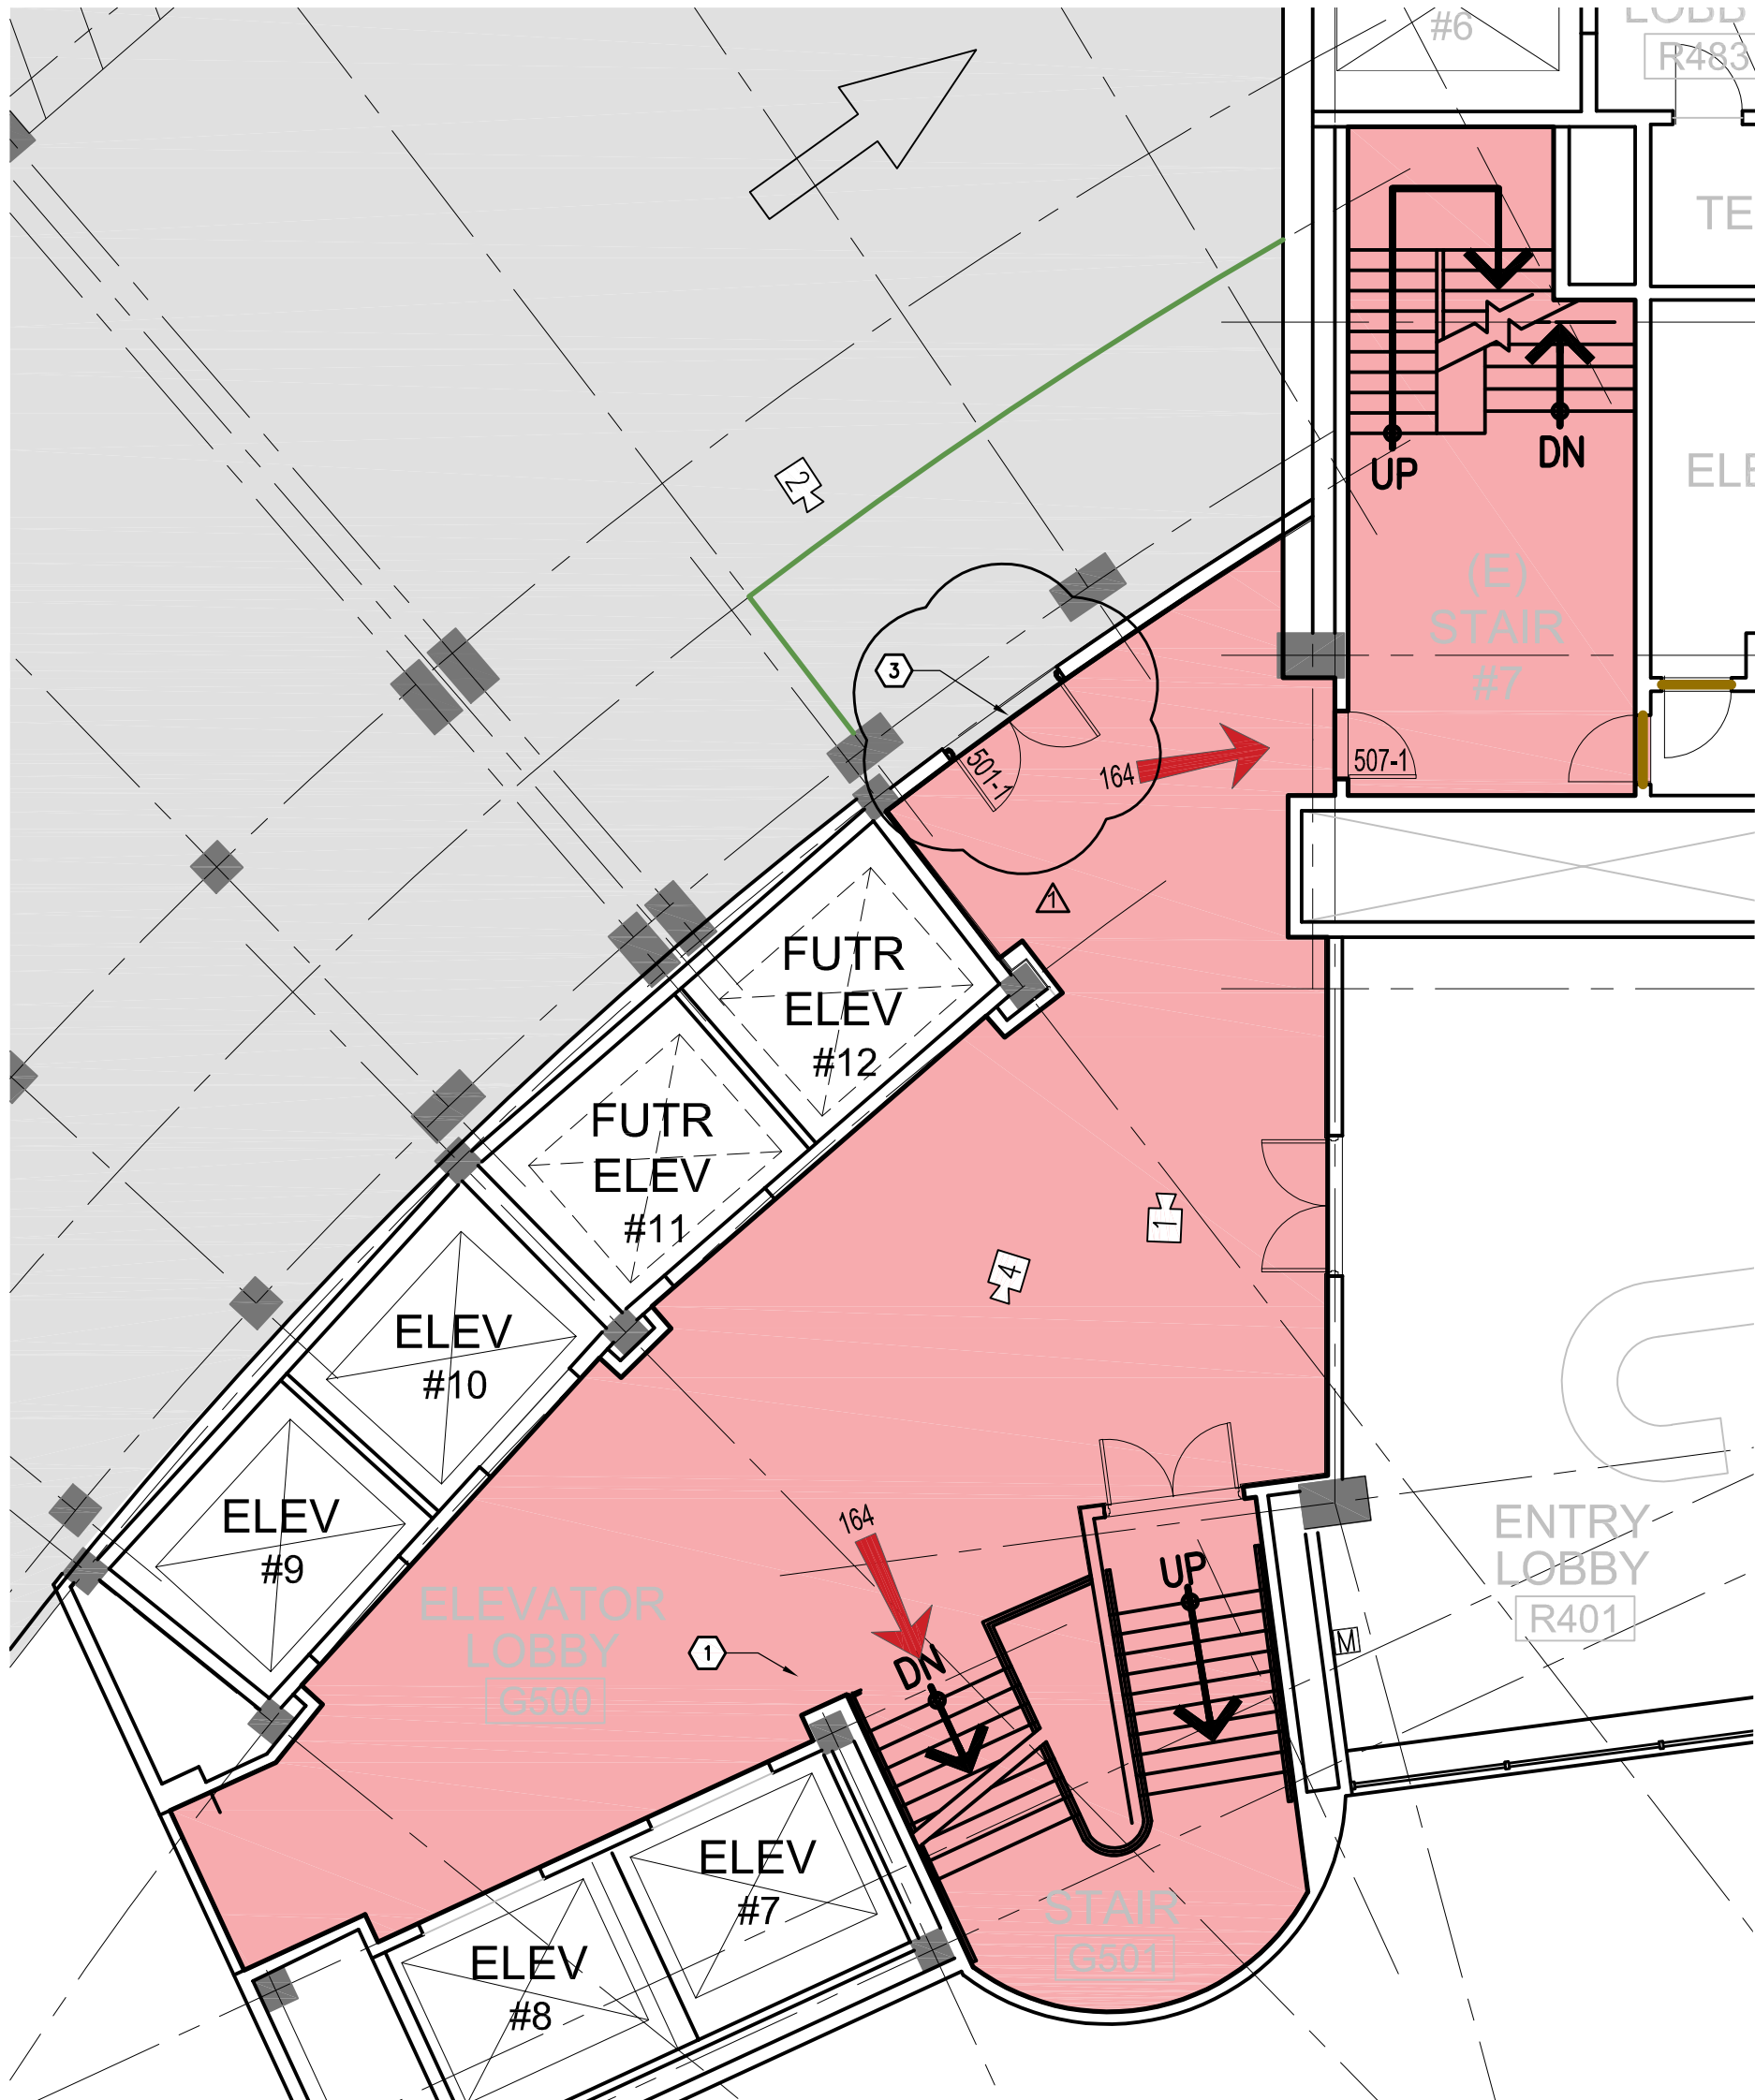 #6
LOBB
R483
TE
2
UP
DN
ELE
(E)
STAIR
#7
3
501-1
164
507-1
1
FUTR
ELEV
#12
FUTR
ELEV
#11
1
4
ELEV
#10
ELEV
#9
164
ENTRY
LOBBY
R401
ELEVATOR
LOBBY
G500
1
UP
DN
M
ELEV
#7
STAIR
G501
ELEV
#8